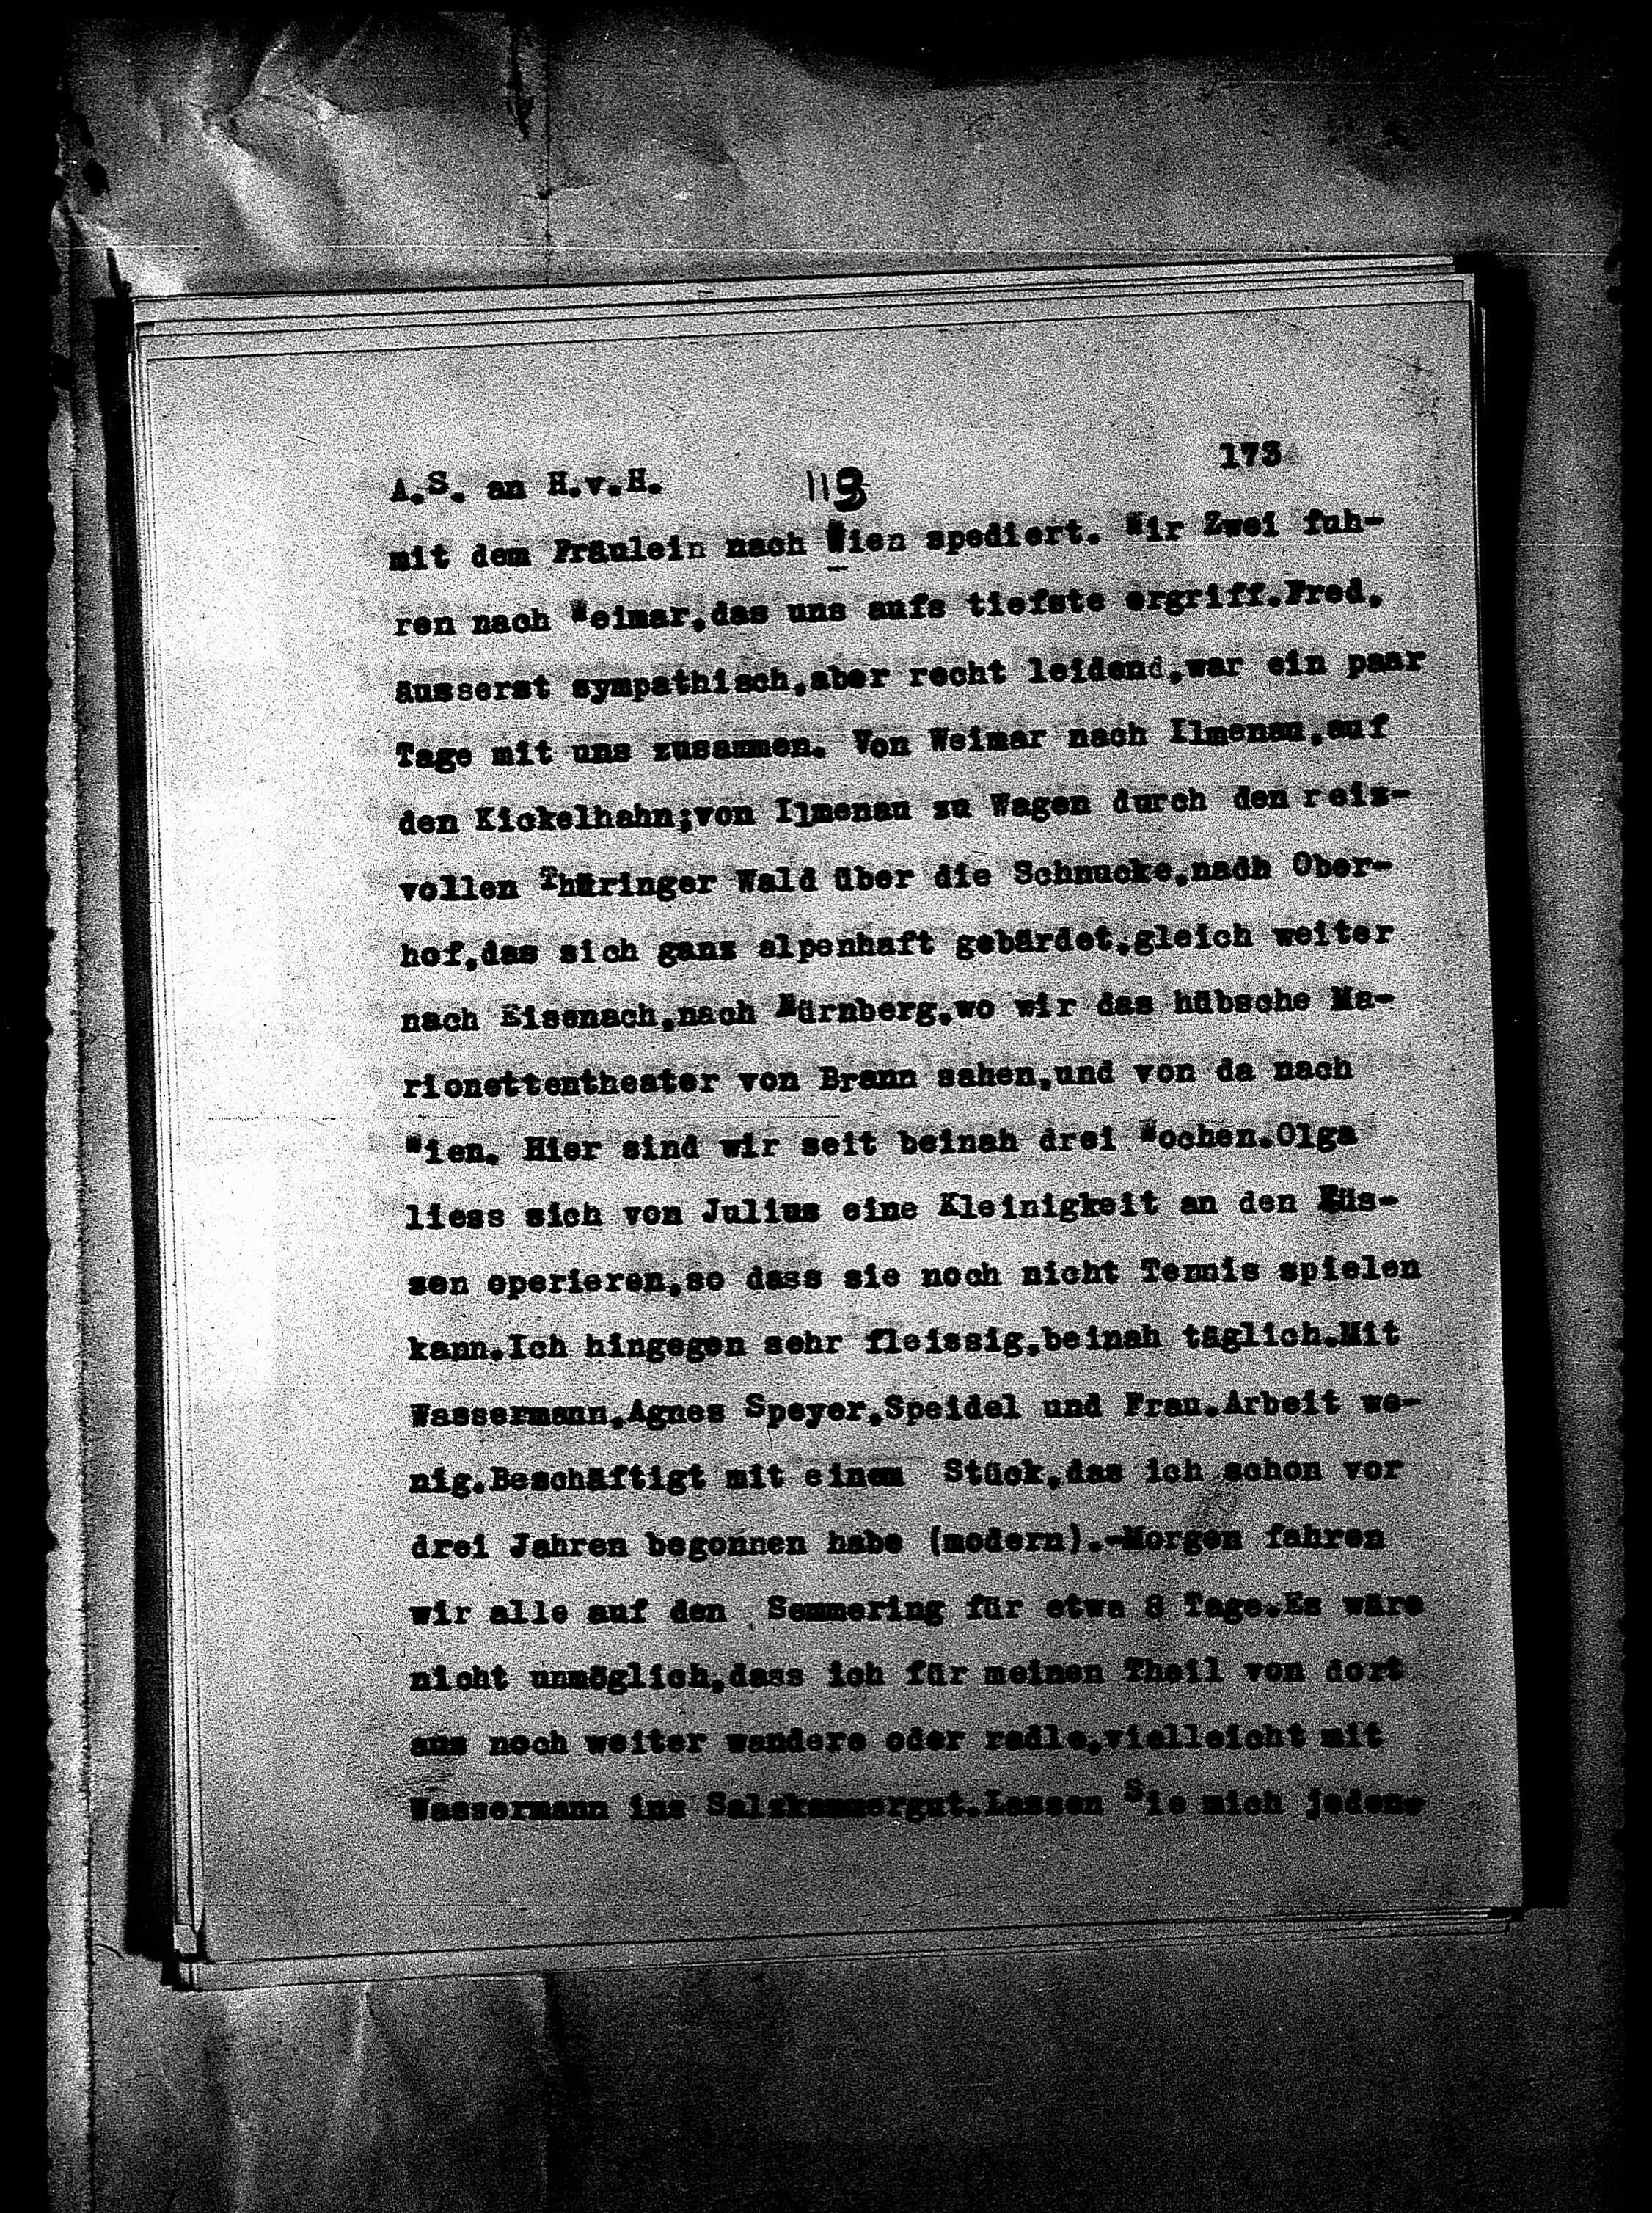 173
A.S. an H.v.H. 113
mit dem Fräulein nach Wien spediert. Wir Zwei fuh-
ren nach Weimar,das uns aufs tiefste ergriff.Fred,
äusserst sympathisch,aber recht leidend,war ein paar
Tage mit uns zusammen. Von Weimar nach Ilmenau,auf
den Kickelhahn;von Ilmenau zu Wagen durch den reiz-
vollen Thüringer Wald über die Schmucke,nach Ober-
hof,das sich ganz alpenhaft gebärdet,gleich weiter
nach Eisenach,nach Nürnberg,wo wir das hübsche Ma-
rionettentheater von Brann sahen,und von da nach
Wien. Hier sind wir seit beinah drei Wochen.Olga
liess sich von Julius eine Kleinigkeit an den Füs-
sen operieren,so dass sie noch nicht Tennis spielen
kann.Ich hingegen sehr fleissig,beinah täglich.Mit
Wassermann,Agnes Speyer,Speidel und Frau.Arbeit we-
nig.Beschäftigt mit einem Stück,das ich schon vor
drei Jahren begonnen habe (modern).-Morgen fahren
wir alle auf den Semmering für etwa 8 Tage.Es wäre
nicht unmöglich,dass ich für meinen Theil von dort
aus noch weiter wandere oder radle,vielleicht mit
Wassermann ins Salzkammergut.Lassen Sie mich jeden-